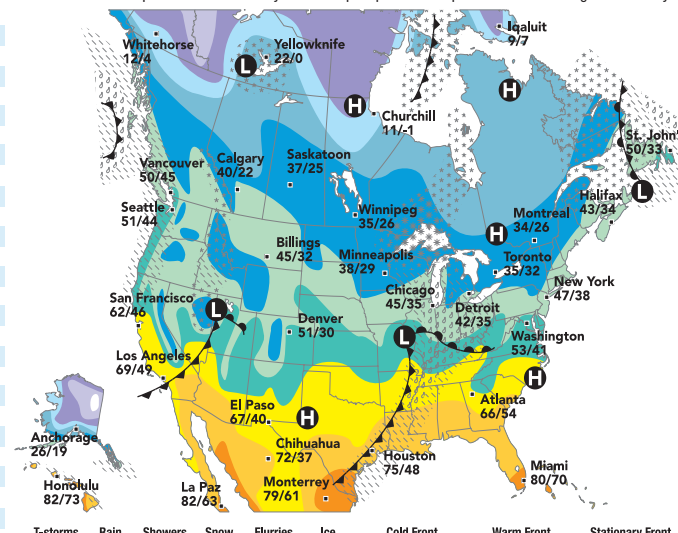 Iqaluit
9/7
Whitehorse
12/4
Yellowknife
22/0
L
H
H
Churchill
11/-1
St. John'
50/33
Vancouver
50/45
Calgary
40/22
Saskatoon
37/25
L
Halifax
43/34
Seattle
51/44
Winnipeg
35/26
Montreal
34/26
H
Billings
45/32
Minneapolis
38/29
Toronto
35/32
San Francisco
62/46
Chicago
45/35
New York
47/38
L
Denver
51/30
Detroit
42/35
L
Washington
53/41
Los Angeles
69/49
H
El Paso
67/40
H
Atlanta
66/54
Anchorage
26/19
Chihuahua
72/37
Houston
75/48
Honolulu
82/73
La Paz
82/63
Monterrey
79/61
Miami
80/70
T-storms Rain Showers Snow Flurries Ice Cold Front Warm Front Stationary Front